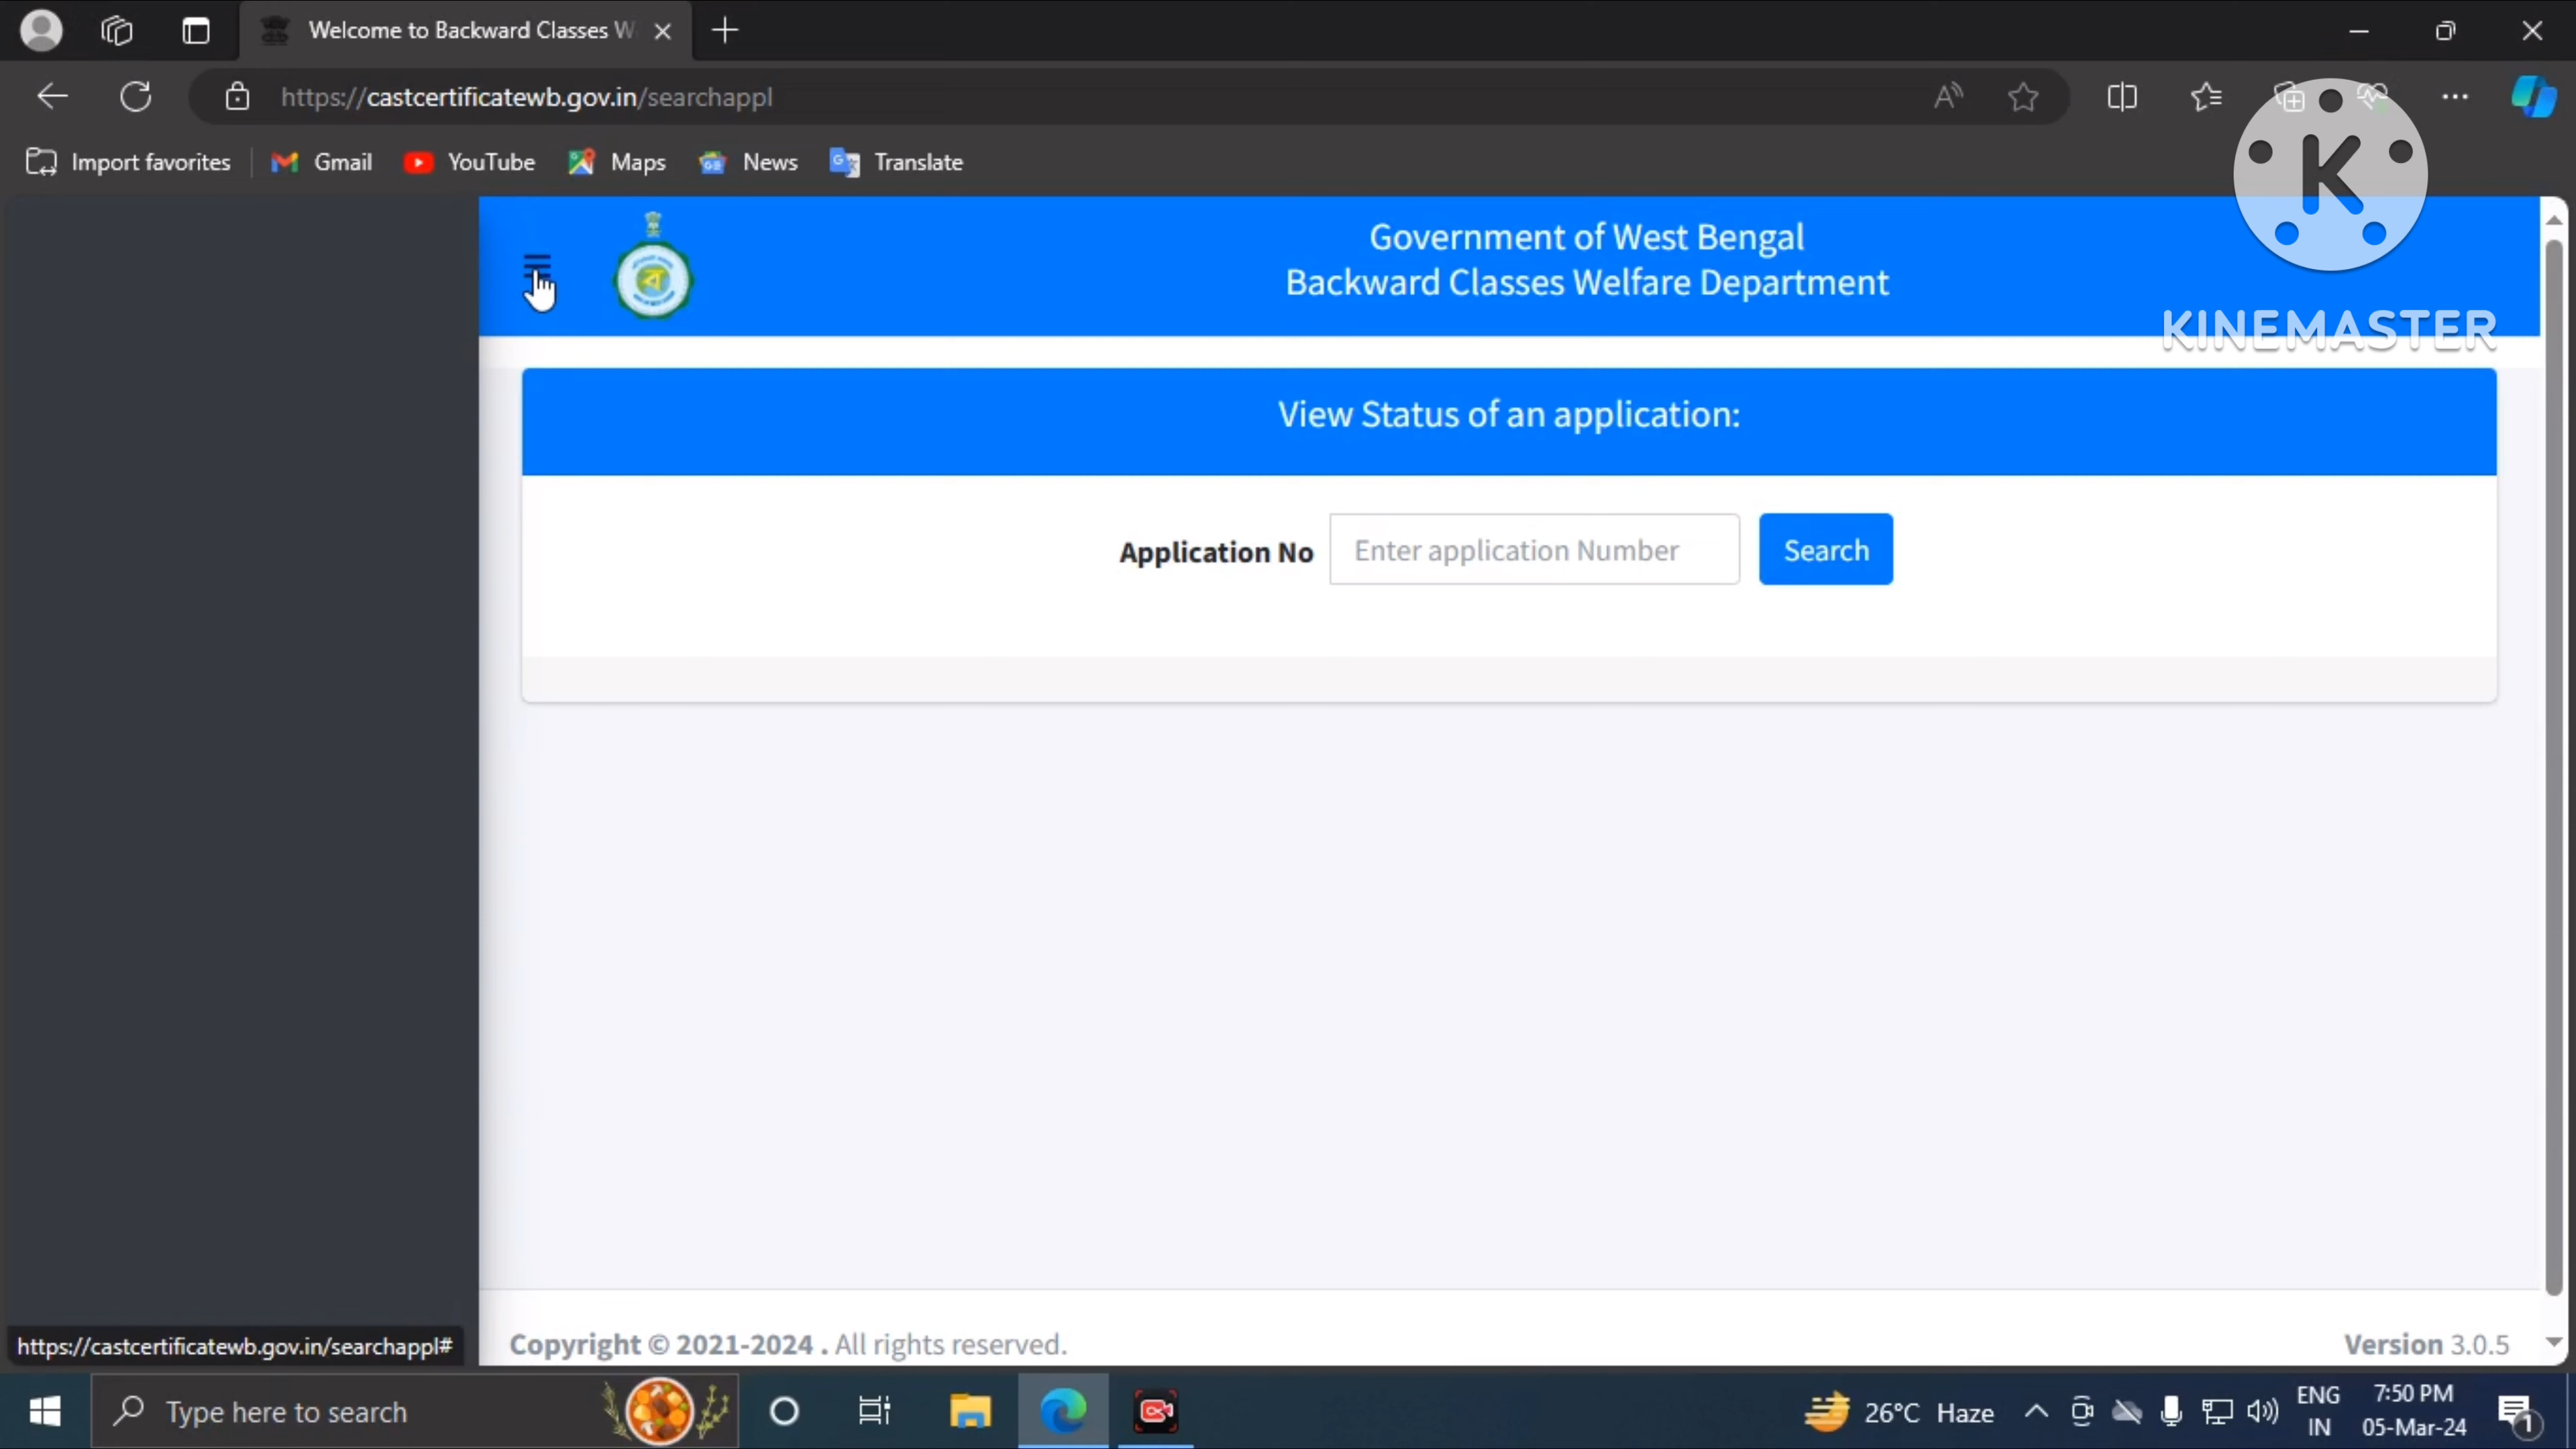 Welcome to Backward Classes W
https://castcertificatewb.gov.in/searchappl
Import favorites
Gmail
YouTube
Maps
News
Translate
K
KINEMASTER
Government of West Bengal
Backward Classes Welfare Department
View Status of an application:
Application No
Enter application Number
Search
https://castcertificatewb.gov.in/searchappl#
Copyright © 2021-2024 . All rights reserved.
Version 3.0.5
Type here to search
26°C Haze
ENG
IN
7:50 PM
05-Mar-24
1